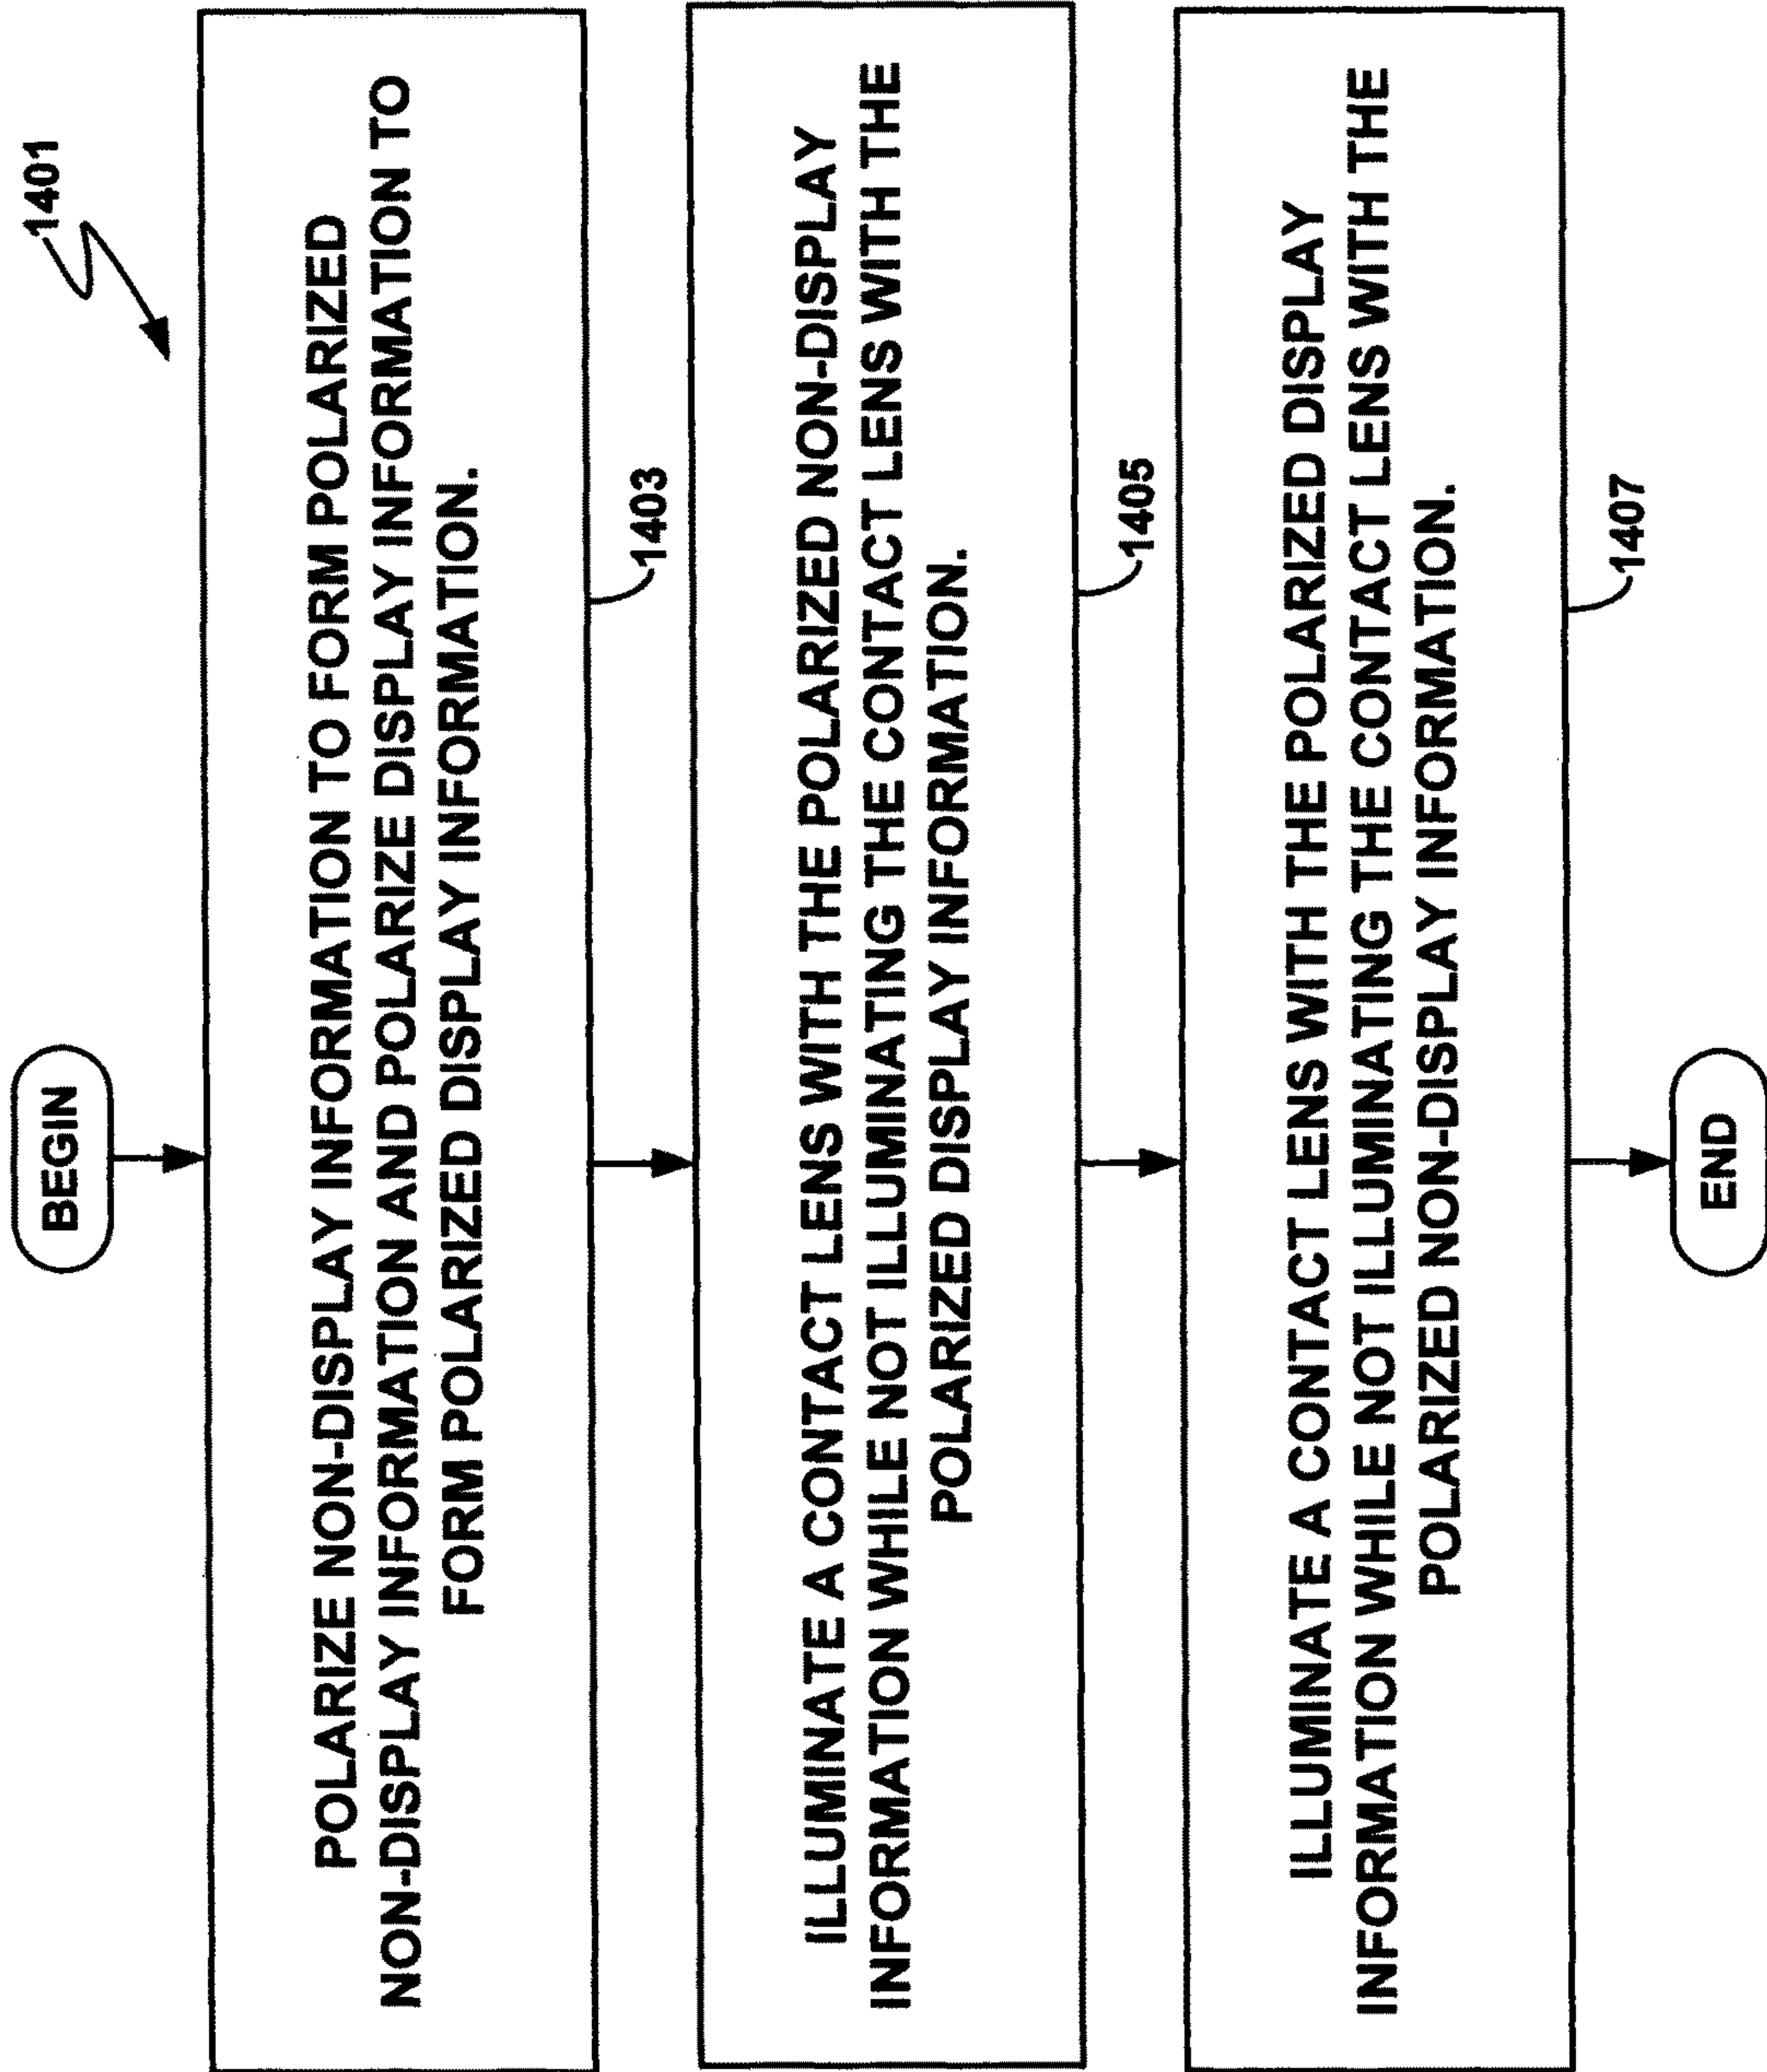 1401
BEGIN
POLARIZE NON-DISPLAY INFORMATION TO FORM POLARIZED
NON-DISPLAY INFORMATION AND POLARIZE DISPLAY INFORMATION TO
FORM POLARIZED DISPLAY INFORMATION.
1403
ILLUMINATE A CONTACT LENS WITH THE POLARIZED NON-DISPLAY
INFORMATION WHILE NOT ILLUMINATING THE CONTACT LENS WITH THE
POLARIZED DISPLAY INFORMATION.
1405
ILLUMINATE A CONTACT LENS WITH THE POLARIZED DISPLAY
INFORMATION WHILE NOT ILLUMINATING THE CONTACT LENS WITH THE
POLARIZED NON-DISPLAY INFORMATION.
1407
END